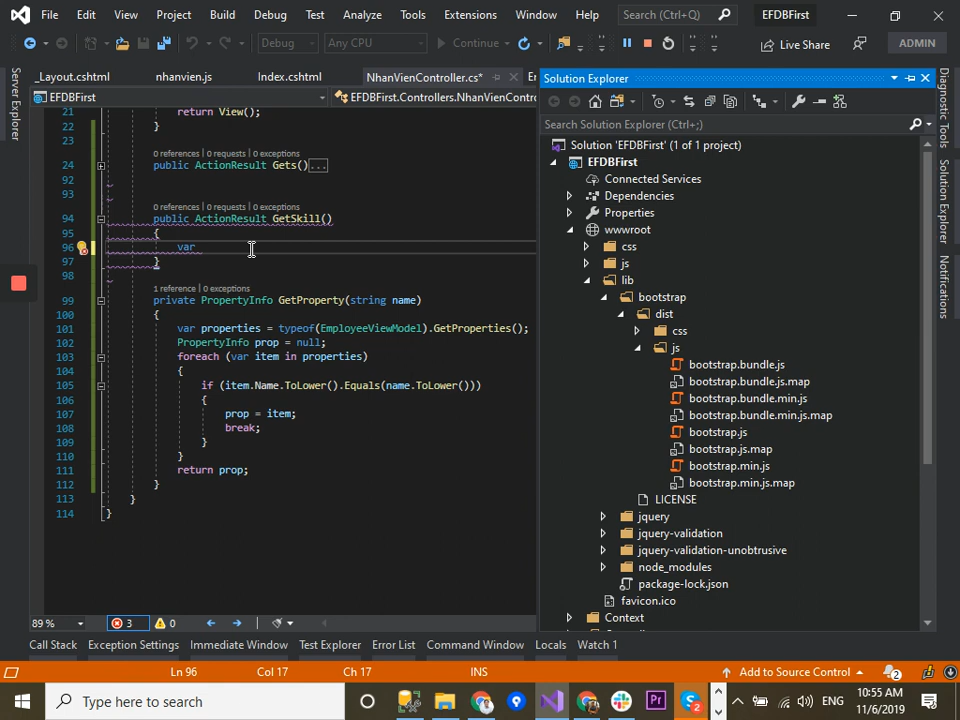 File Edit View Project Build Debug Test Analyze Tools Extensions Window Help Search (Ctrl+Q) EFDBFirst
Debug Any CPU Continue Live Share ADMIN
_Layout.cshtml nhanvien.js Index.cshtml NhanVienController.cs*
EFDBFirst EFDBFirst.Controllers.NhanVienContro
Server Explorer
21 return View();
22 }
23
0 references | 0 requests | 0 exceptions
24 public ActionResult Gets()...
92
93
0 references | 0 requests | 0 exceptions
94 public ActionResult GetSkill()
95 {
96 var
97 }
98
1 reference | 0 exceptions
99 private PropertyInfo GetProperty(string name)
100 {
101 var properties = typeof(EmployeeViewModel).GetProperties();
102 PropertyInfo prop = null;
103 foreach (var item in properties)
104 {
105 if (item.Name.ToLower().Equals(name.ToLower()))
106 {
107 prop = item;
108 break;
109 }
110 }
111 return prop;
112 }
113 }
114 }
89 % 3 0
Solution Explorer
Search Solution Explorer (Ctrl+;)
Solution 'EFDBFirst' (1 of 1 project)
EFDBFirst
Connected Services
Dependencies
Properties
wwwroot
css
js
lib
bootstrap
dist
css
js
bootstrap.bundle.js
bootstrap.bundle.js.map
bootstrap.bundle.min.js
bootstrap.bundle.min.js.map
bootstrap.js
bootstrap.js.map
bootstrap.min.js
bootstrap.min.js.map
LICENSE
jquery
jquery-validation
jquery-validation-unobtrusive
node_modules
package-lock.json
favicon.ico
Context
Diagnostic Tools
Solution Explorer
Notifications
Call Stack Exception Settings Immediate Window Test Explorer Error List Command Window Locals Watch 1
Ln 96 Col 17 Ch 17 INS Add to Source Control 2
Type here to search 2 ENG 10:55 AM
11/6/2019